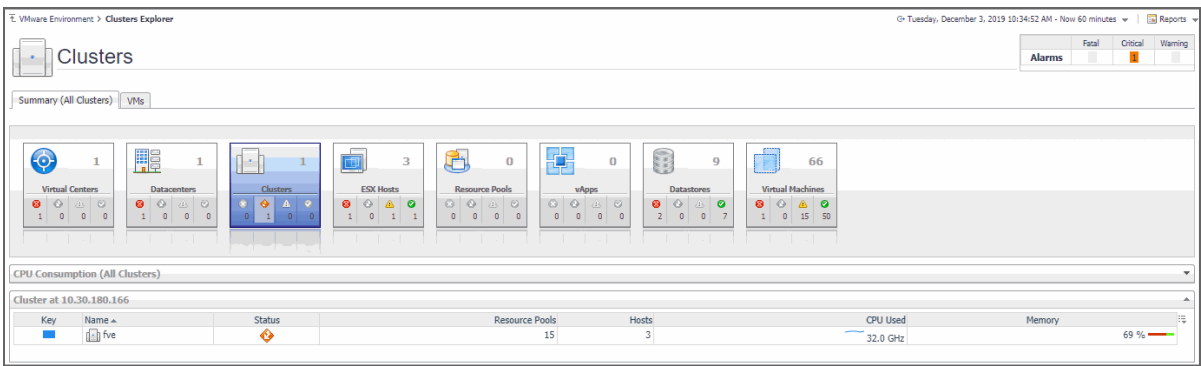 VMware Environment > Clusters Explorer
Tuesday, December 3, 2019 10:34:52 AM - Now 60 minutes
Reports
Clusters
Fatal Critical Warning
Alarms 1
Summary (All Clusters) VMs
1 1 1 3 0 0 9 66
Virtual Centers Datacenters Clusters ESX Hosts Resource Pools vApps Datastores Virtual Machines
1 0 0 0 1 0 0 0 0 1 0 0 1 0 1 1 0 0 0 0 0 0 0 0 2 0 0 7 1 0 15 50
CPU Consumption (All Clusters)
Cluster at 10.30.180.166
Key Name Status Resource Pools Hosts CPU Used Memory
fve 15 3 32.0 GHz 69 %